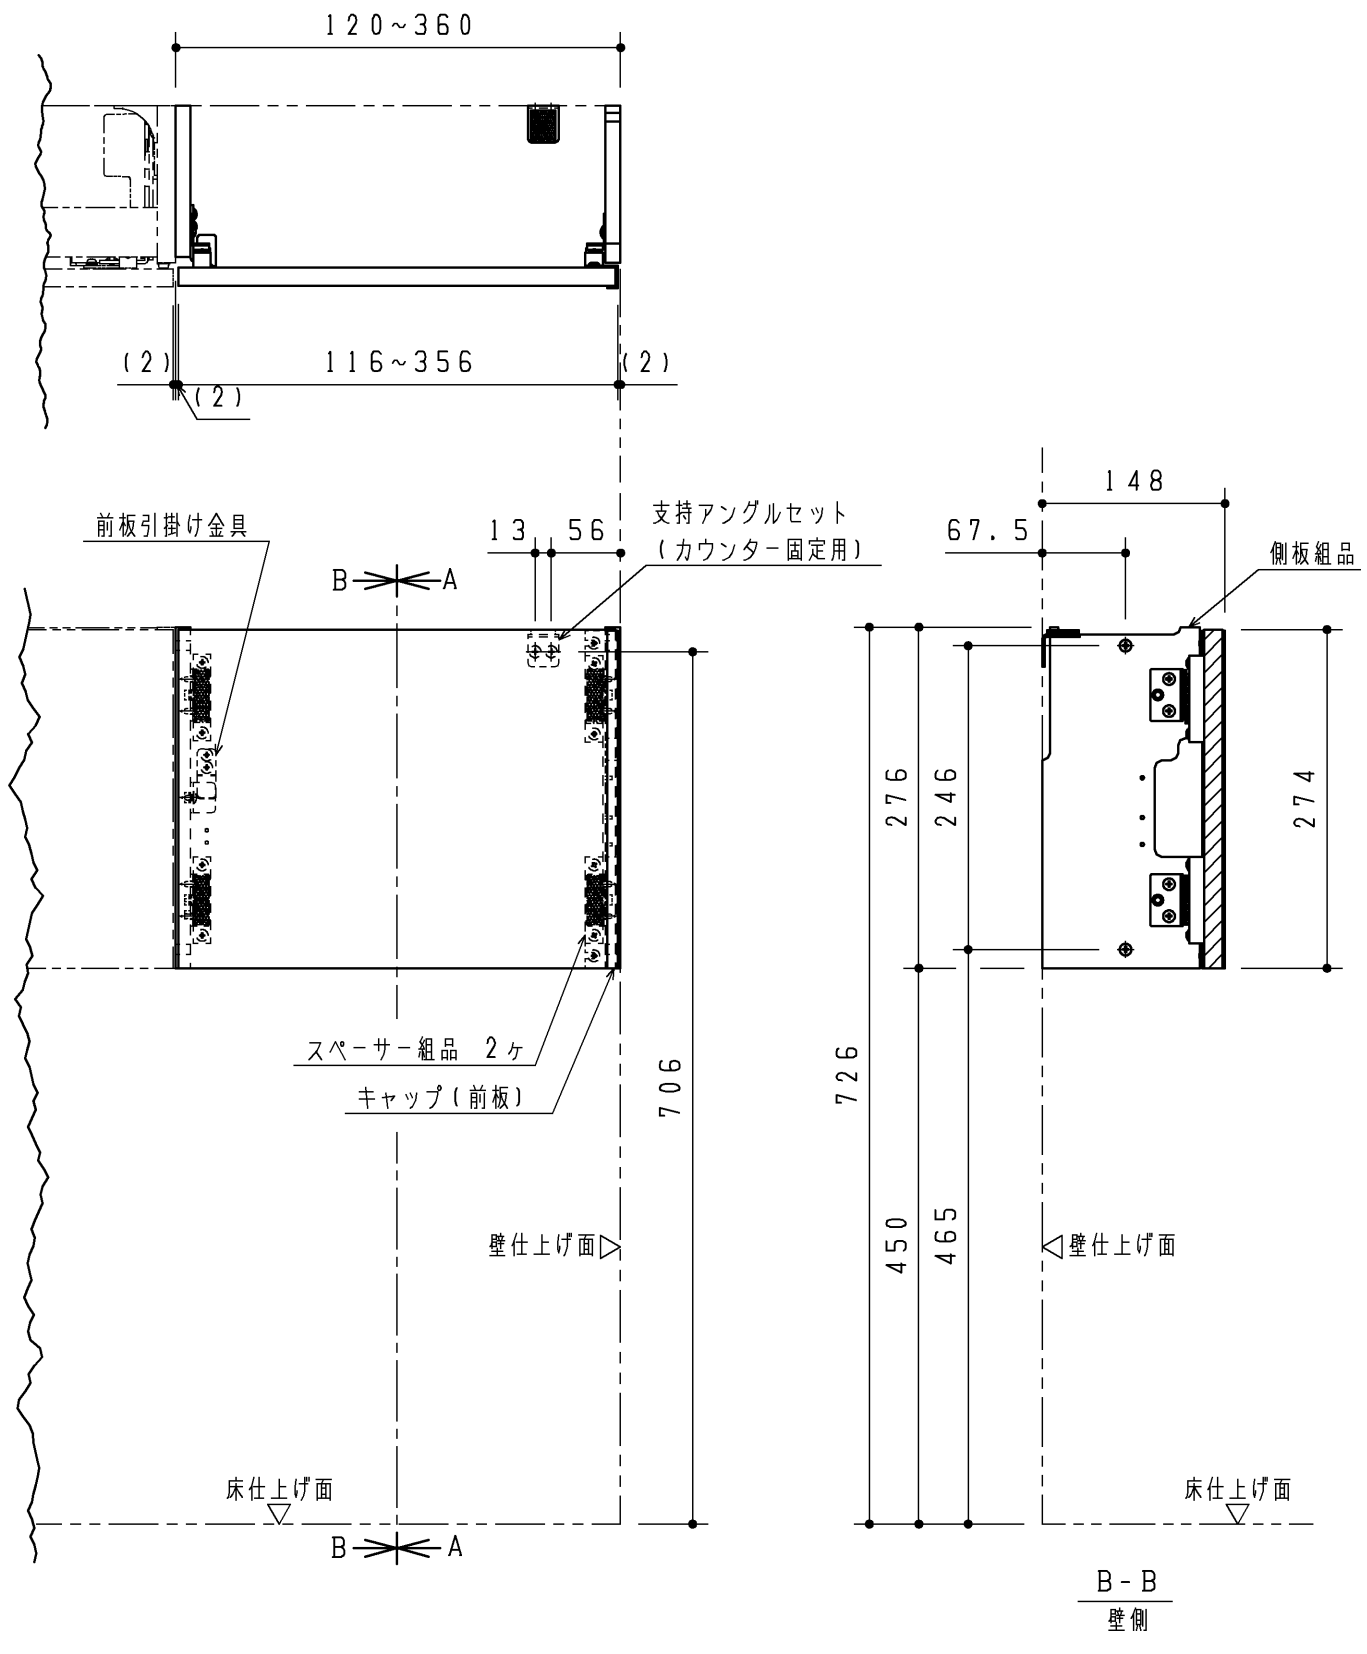 120~360
(2)
116~356
(2)
(2)
148
前板引掛け金具
13
56
支持アングルセット
(カウンター固定用)
67.5
側板組品
B
A
276
246
274
スペーサー組品 2ヶ
キャップ(前板)
706
726
450
465
壁仕上げ面
壁仕上げ面
床仕上げ面
床仕上げ面
B
A
B-B
壁側